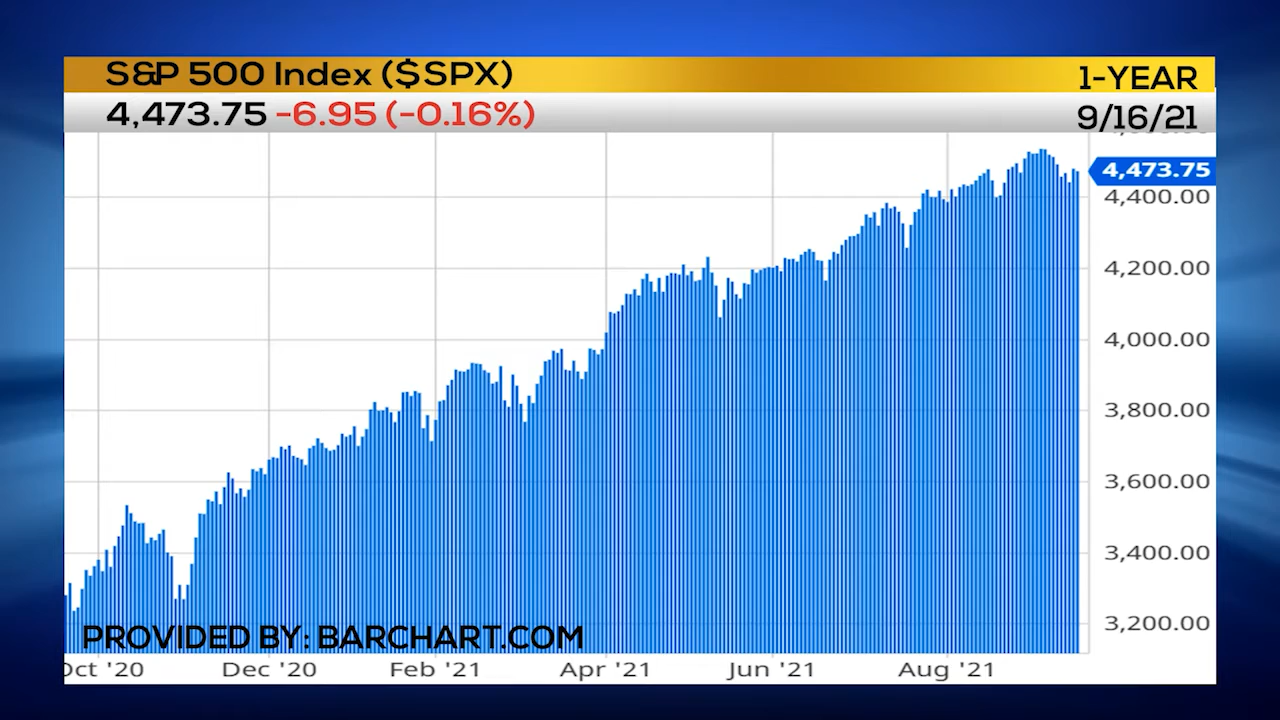 S&P 500 Index ($SPX)
1-YEAR
4,473.75 -6.95 (-0.16%)
9/16/21
4,473.75
4,400.00
4,200.00
4,000.00
3,800.00
3,600.00
3,400.00
3,200.00
PROVIDED BY: BARCHART.COM
Oct '20 Dec '20 Feb '21 Apr '21 Jun '21 Aug '21